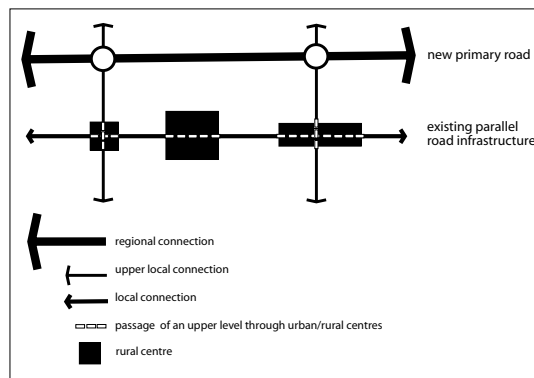 new primary road
existing parallel
road infrastructure
regional connection
upper local connection
local connection
passage of an upper level through urban/rural centres
rural centre